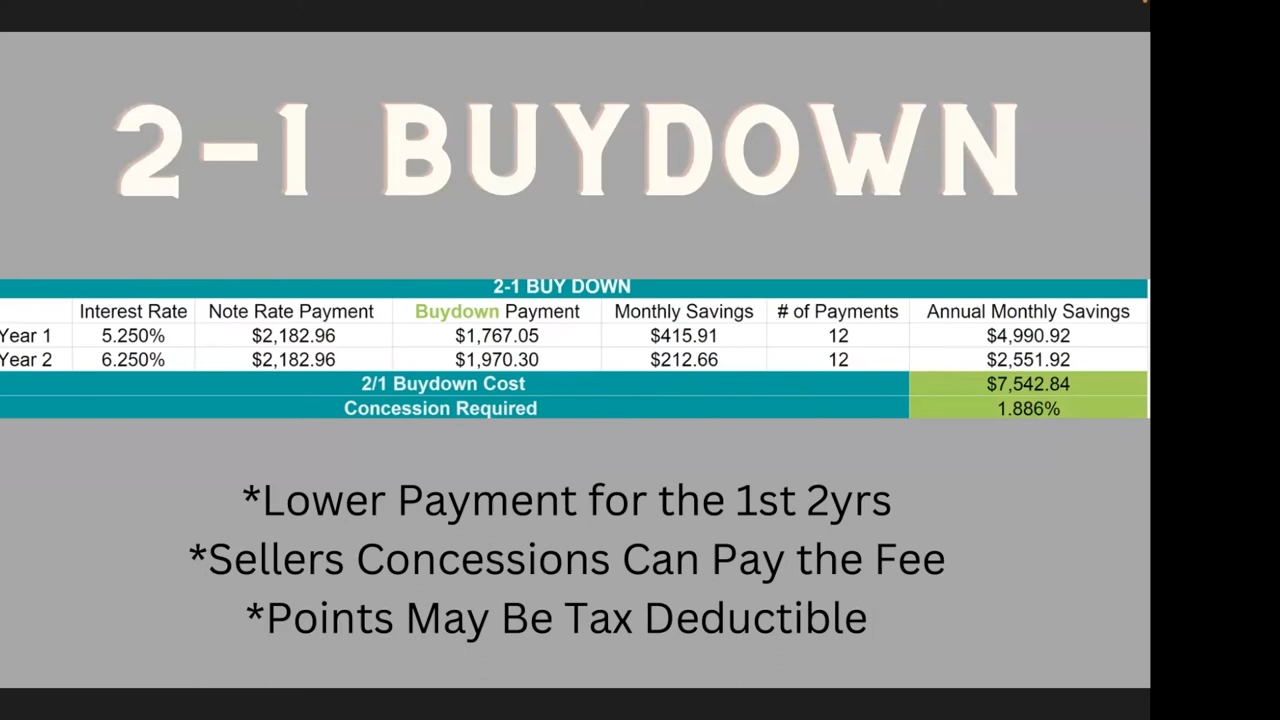 2-1 BUYDOWN
2-1 BUY DOWN
Interest Rate Note Rate Payment Buydown Payment Monthly Savings # of Payments Annual Monthly Savings
Year 1 5.250% $2,182.96 $1,767.05 $415.91 12 $4,990.92
Year 2 6.250% $2,182.96 $1,970.30 $212.66 12 $2,551.92
2/1 Buydown Cost $7,542.84
Concession Required 1.886%
*Lower Payment for the 1st 2yrs
*Sellers Concessions Can Pay the Fee
*Points May Be Tax Deductible